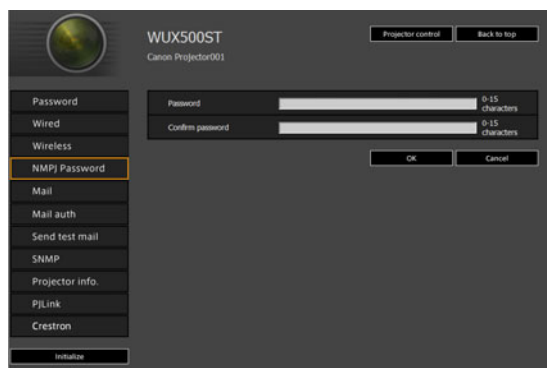 WUX500ST
Projector control
Back to top
Canon Projector001
Password
Wired
Wireless
NMPJ Password
Mail
Mail auth
Send test mail
SNMP
Projector info.
PJLink
Crestron
Initialize
Password
0-15
characters
Confirm password
0-15
characters
OK
Cancel